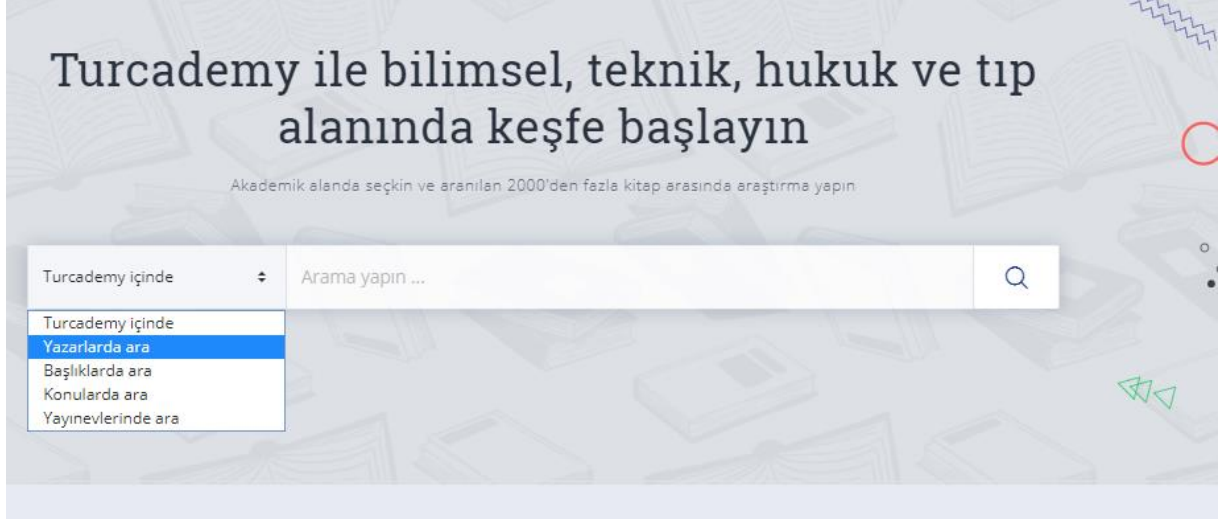 Turcademy ile bilimsel, teknik, hukuk ve tıp
alanında keşfe başlayın
Akademik alanda seçkin ve aranılan 2000'den fazla kitap arasında araştırma yapın
Turcademy içinde
Arama yapın ...
Turcademy içinde
Yazarlarda ara
Başlıklarda ara
Konularda ara
Yayınevlerinde ara